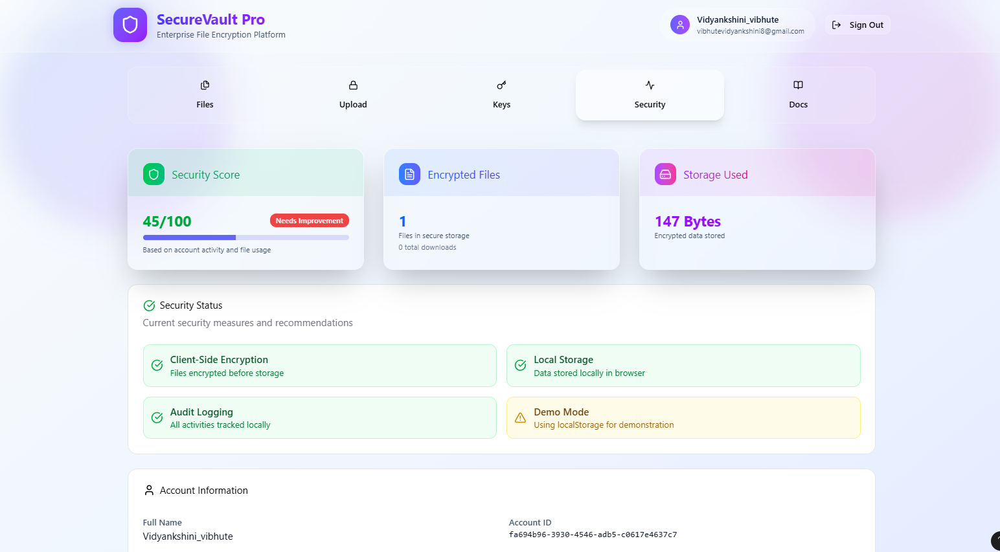 SecureVault Pro
Enterprise File Encryption Platform
Vidyankshini_vibhute
vibhutevidyankshini8@gmail.com
Sign Out
Files
Upload
Keys
Security
Docs
Security Score
45/100
Needs Improvement
Based on account activity and file usage
Encrypted Files
1
Files in secure storage
0 total downloads
Storage Used
147 Bytes
Encrypted data stored
Security Status
Current security measures and recommendations
Client-Side Encryption
Files encrypted before storage
Local Storage
Data stored locally in browser
Audit Logging
All activities tracked locally
Demo Mode
Using localStorage for demonstration
Account Information
Full Name
Vidyankshini_vibhute
Account ID
fa694b96-3930-4546-adb5-c0617e4637c7